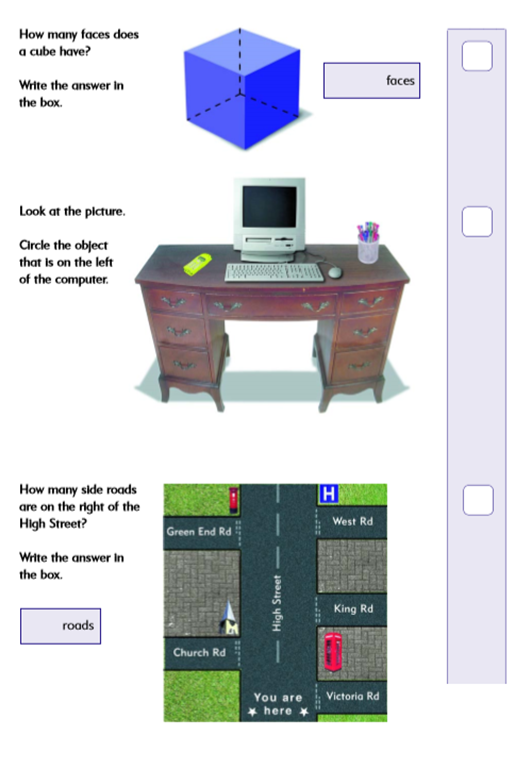 How many faces does
a cube have?
Write the answer in
the box.
faces
Look at the picture.
Circle the object
that is on the left
of the computer.
How many side roads
are on the right of the
High Street?
Write the answer in
the box.
roads
H
Green End Rd
West Rd
High Street
King Rd
Church Rd
Victoria Rd
You are
here